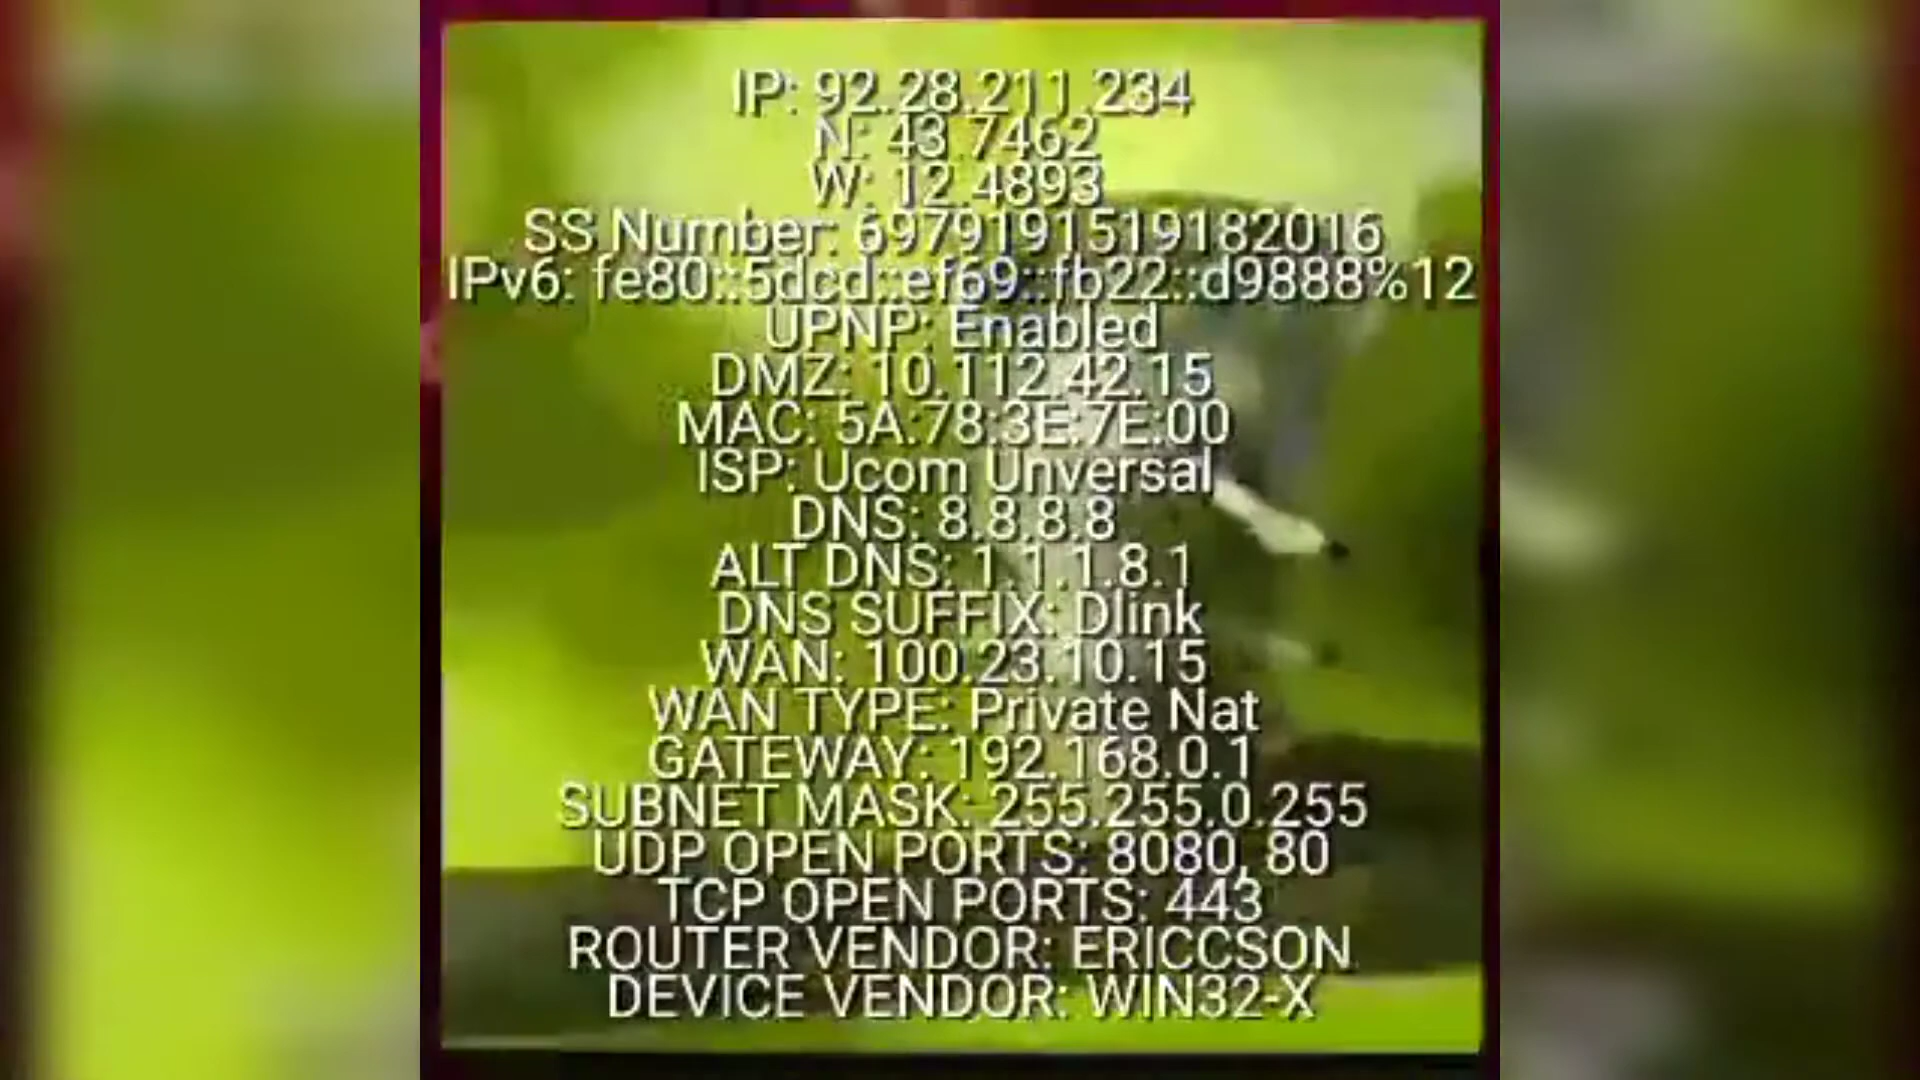 IP: 92.28.211.234
N: 43.7462
W: 12.4893
SS Number: 6979191519182016
IPv6: fe80::5dcd::ef69::fb22::d9888%12
UPNP: Enabled
DMZ: 10.112.42.15
MAC: 5A:78:3E:7E:00
ISP: Ucom Unversal
DNS: 8.8.8.8
ALT DNS: 1.1.1.8.1
DNS SUFFIX: Dlink
WAN: 100.23.10.15
WAN TYPE: Private Nat
GATEWAY: 192.168.0.1
SUBNET MASK: 255.255.0.255
UDP OPEN PORTS: 8080, 80
TCP OPEN PORTS: 443
ROUTER VENDOR: ERICCSON
DEVICE VENDOR: WIN32-X